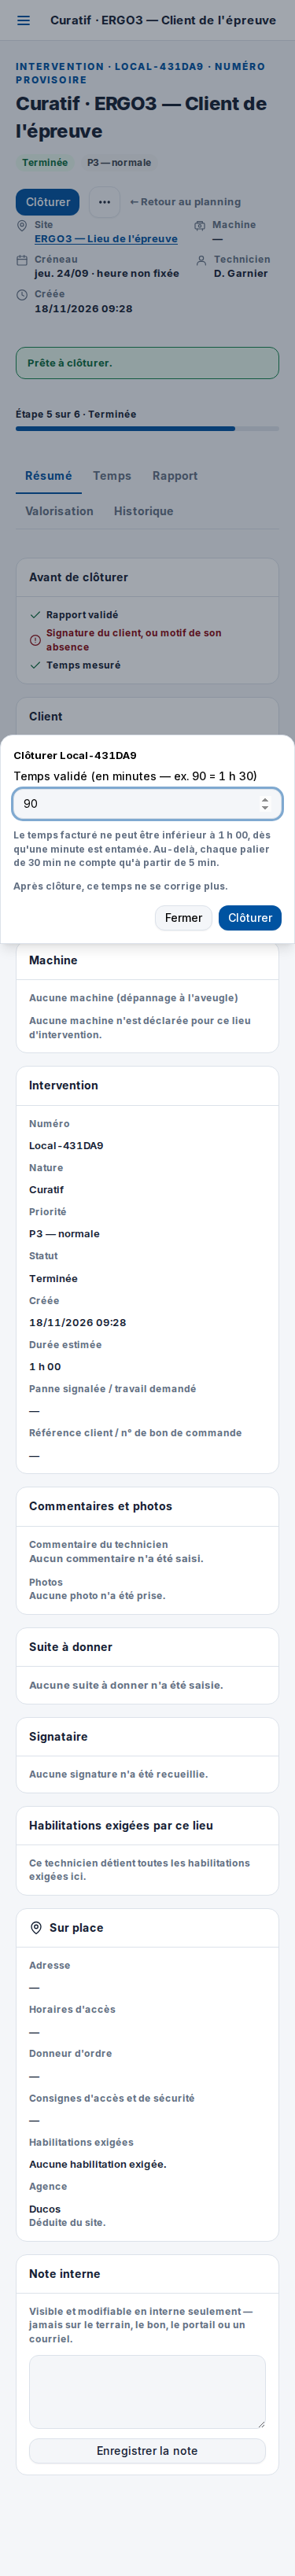 Curatif · ERGO3 — Client de l'épreuve
INTERVENTION · LOCAL-431DA9 · NUMÉRO
PROVISOIRE
Curatif · ERGO3 — Client de
l'épreuve
Terminée P3 — normale
Clôturer ••• ← Retour au planning
Site
ERGO3 — Lieu de l'épreuve
Machine
—
Créneau
jeu. 24/09 · heure non fixée
Technicien
D. Garnier
Créée
18/11/2026 09:28
Prête à clôturer.
Étape 5 sur 6 · Terminée
Résumé Temps Rapport
Valorisation Historique
Avant de clôturer
Rapport validé
Signature du client, ou motif de son
absence
Temps mesuré
Client
Clôturer Local-431DA9
Temps validé (en minutes — ex. 90 = 1 h 30)
90
Le temps facturé ne peut être inférieur à 1 h 00, dès
qu'une minute est entamée. Au-delà, chaque palier
de 30 min ne compte qu'à partir de 5 min.
Après clôture, ce temps ne se corrige plus.
Fermer Clôturer
Machine
Aucune machine (dépannage à l'aveugle)
Aucune machine n'est déclarée pour ce lieu
d'intervention.
Intervention
Numéro
Local-431DA9
Nature
Curatif
Priorité
P3 — normale
Statut
Terminée
Créée
18/11/2026 09:28
Durée estimée
1 h 00
Panne signalée / travail demandé
—
Référence client / n° de bon de commande
—
Commentaires et photos
Commentaire du technicien
Aucun commentaire n'a été saisi.
Photos
Aucune photo n'a été prise.
Suite à donner
Aucune suite à donner n'a été saisie.
Signataire
Aucune signature n'a été recueillie.
Habilitations exigées par ce lieu
Ce technicien détient toutes les habilitations
exigées ici.
Sur place
Adresse
—
Horaires d'accès
—
Donneur d'ordre
—
Consignes d'accès et de sécurité
—
Habilitations exigées
Aucune habilitation exigée.
Agence
Ducos
Déduite du site.
Note interne
Visible et modifiable en interne seulement —
jamais sur le terrain, le bon, le portail ou un
courriel.
Enregistrer la note